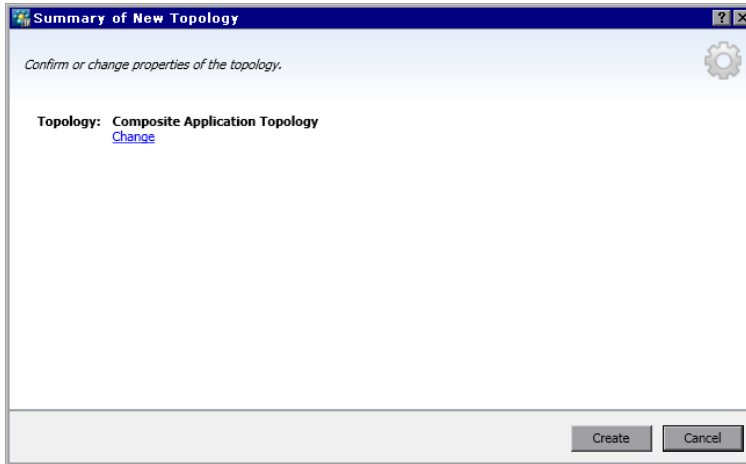 Summary of New Topology
Confirm or change properties of the topology.
Topology: Composite Application Topology
Change
Create Cancel